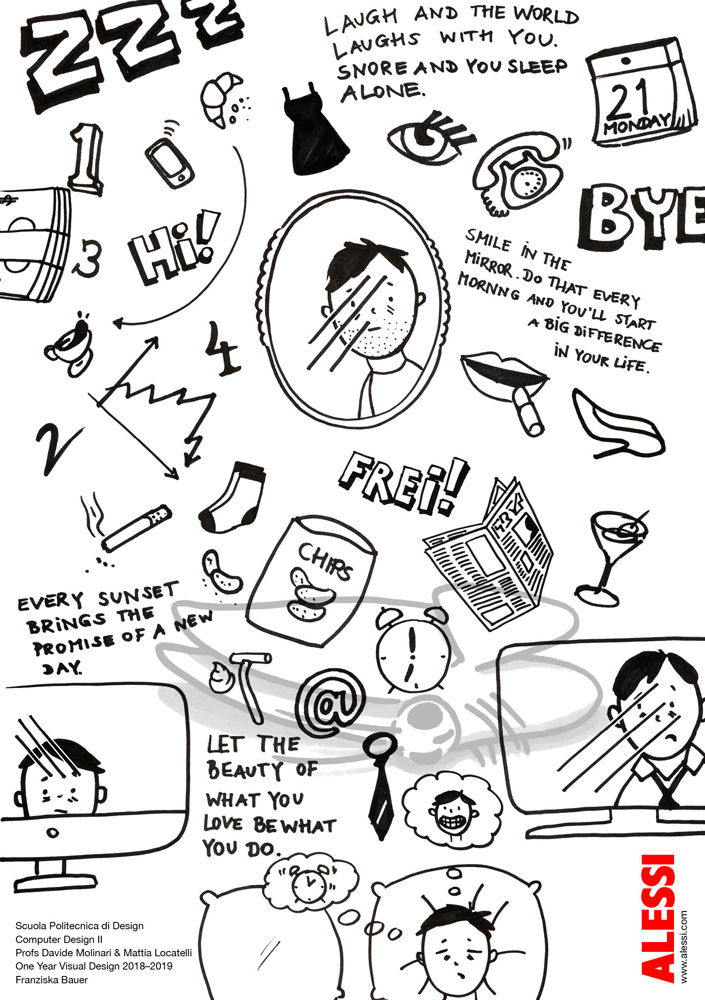 ZZZ
LAUGH AND THE WORLD
LAUGHS WITH YOU.
SNORE AND YOU SLEEP
ALONE.
21
MONDAY
1
BYE
3
Hi!
SMILE iN THE
MiRROR. DO THAT EVERY
MORNNG AND YOU'LL START
A BiG DiFFERENCE
iN YOUR LiFE.
4
2
FREi!
CHIPS
EVERY SUNSET
BRiNGS THE
PROMISE OF A NEW
DAY.
@
LET THE
BEAUTY OF
WHAT YOU
LOVE BE WHAT
YOU DO.
Scuola Politecnica di Design
Computer Design II
Profs Davide Molinari & Mattia Locatelli
One Year Visual Design 2018–2019
Franziska Bauer
ALESSI
www.alessi.com